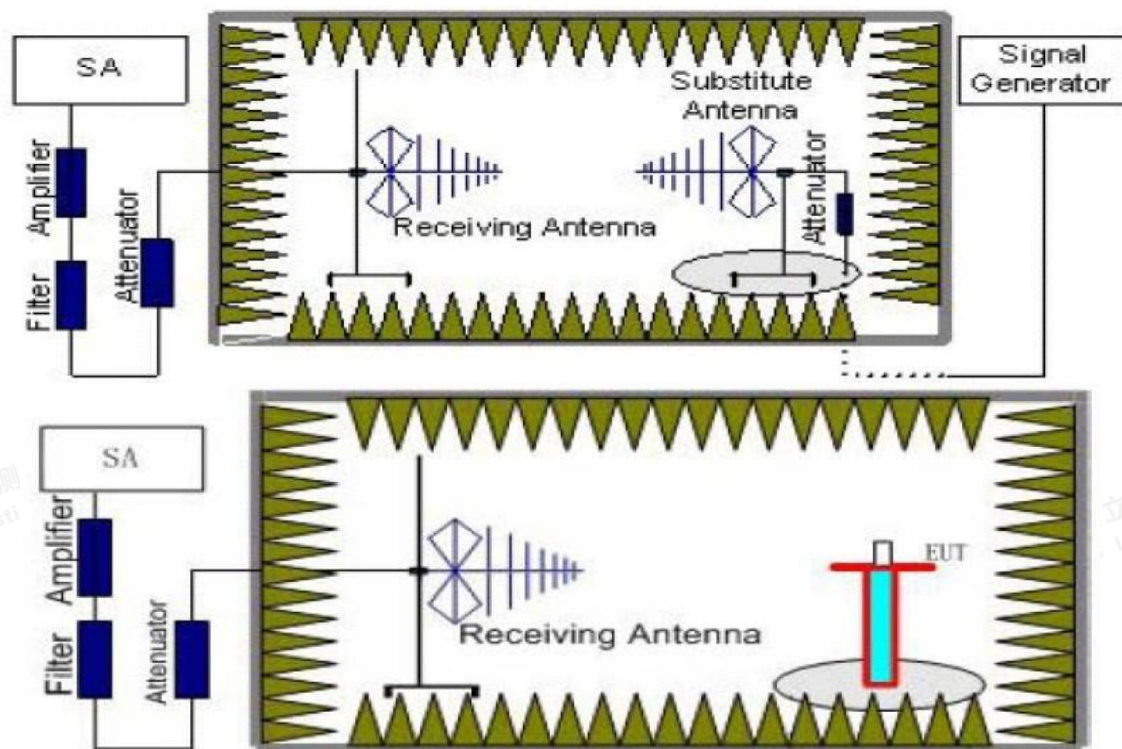 SA
Amplifier
Filter
Attenuator
Receiving Antenna
Substitute
Antenna
Attenuator
Signal
Generator
SA
Amplifier
Filter
Attenuator
Receiving Antenna
EUT